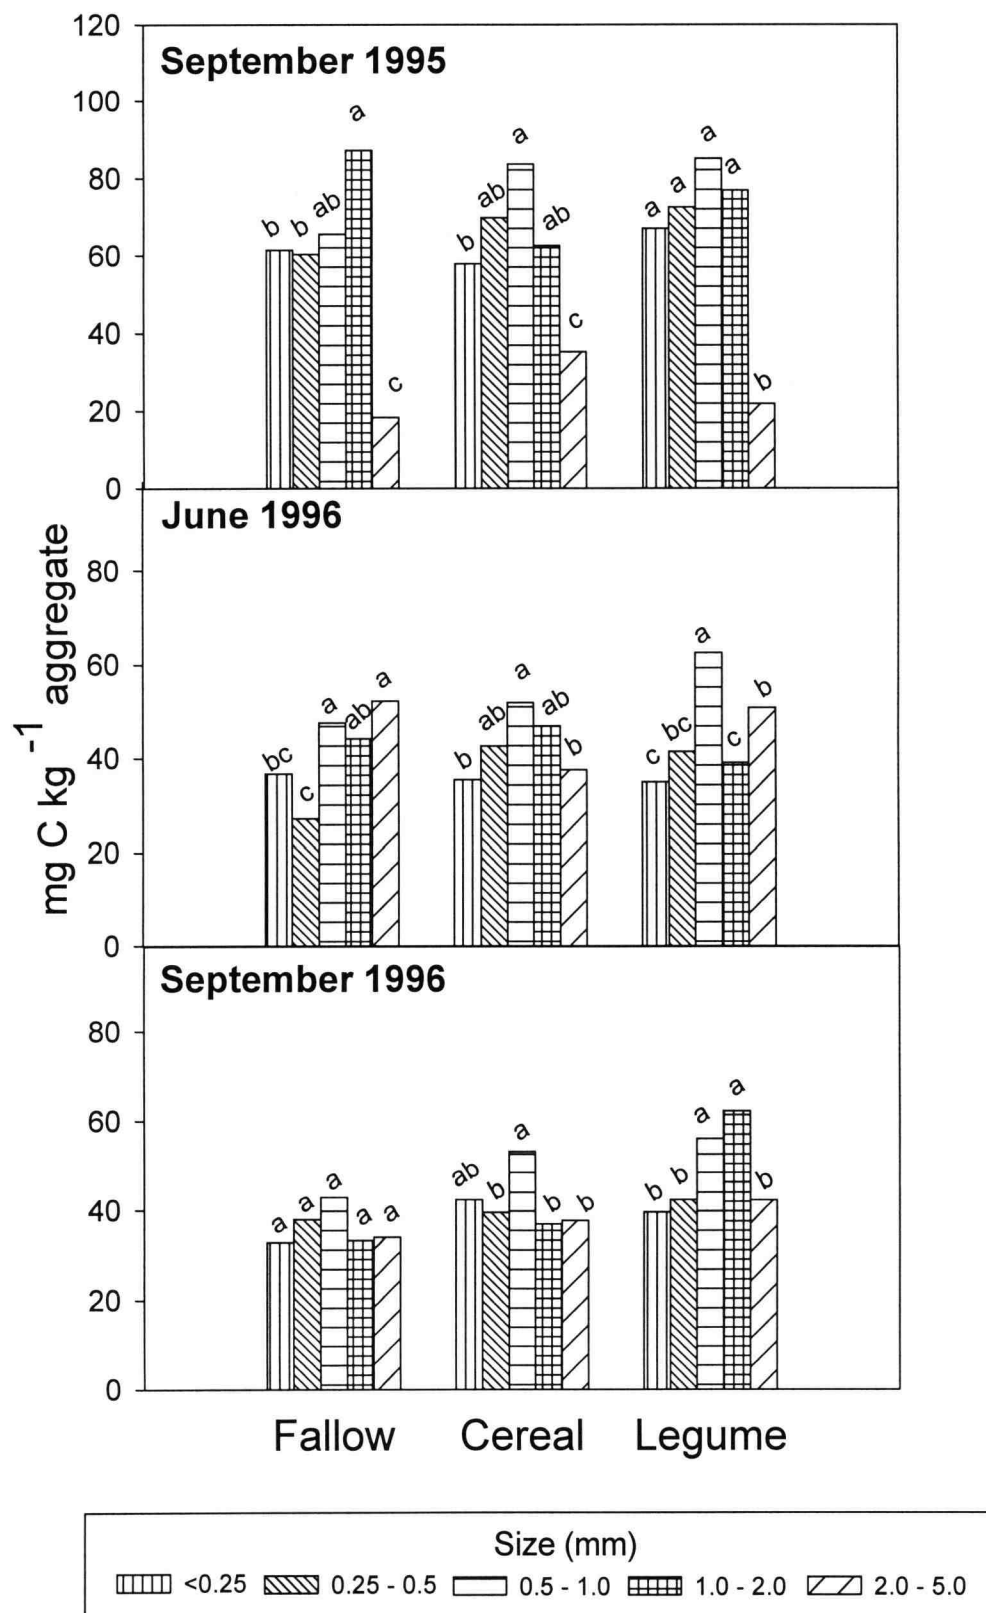 mg C kg -1 aggregate
120
September 1995
100
80
60
40
20
0
b b ab a c
b ab a ab c
a a a a b
June 1996
80
60
40
20
0
bc c a ab a
b ab a ab b
c bc a c b
September 1996
80
60
40
20
0
a a a a a
ab b a b b
b b a a b
Fallow Cereal Legume
Size (mm)
<0.25 0.25 - 0.5 0.5 - 1.0 1.0 - 2.0 2.0 - 5.0